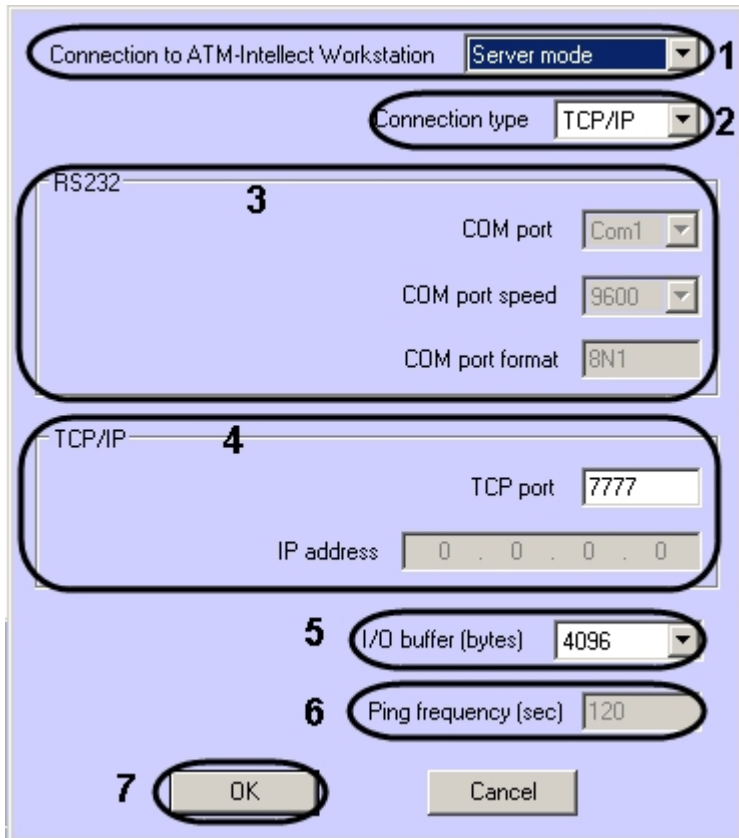 Connection to ATM-Intellect Workstation Server mode 1
Connection type TCP/IP 2
RS232 3
COM port Com1
COM port speed 9600
COM port format 8N1
TCP/IP 4
TCP port 7777
IP address 0 . 0 . 0 . 0
5 I/O buffer (bytes) 4096
6 Ping frequency (sec) 120
7 OK Cancel